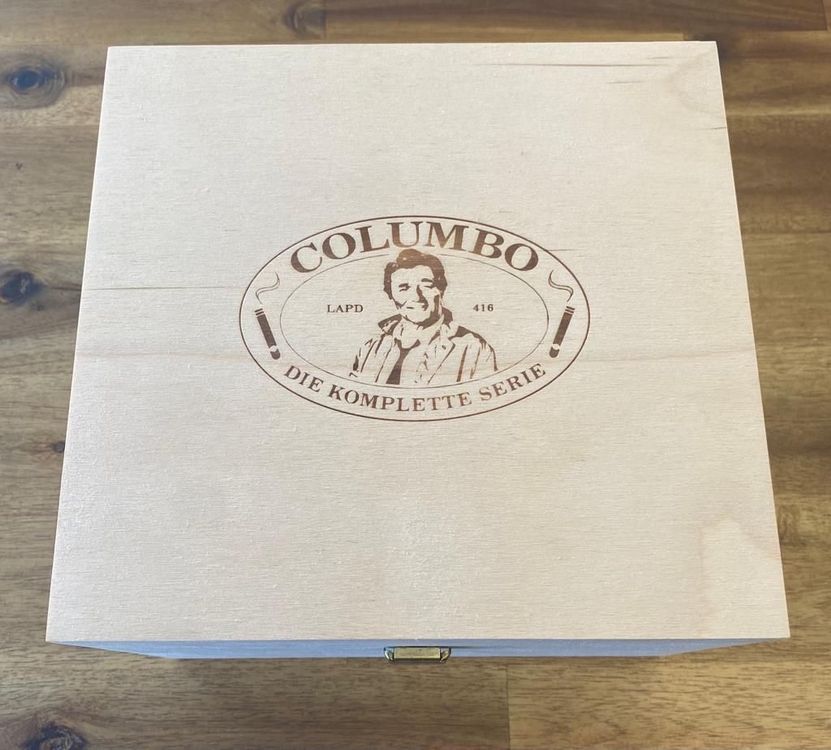 COLUMBO
LAPD 416
DIE KOMPLETTE SERIE